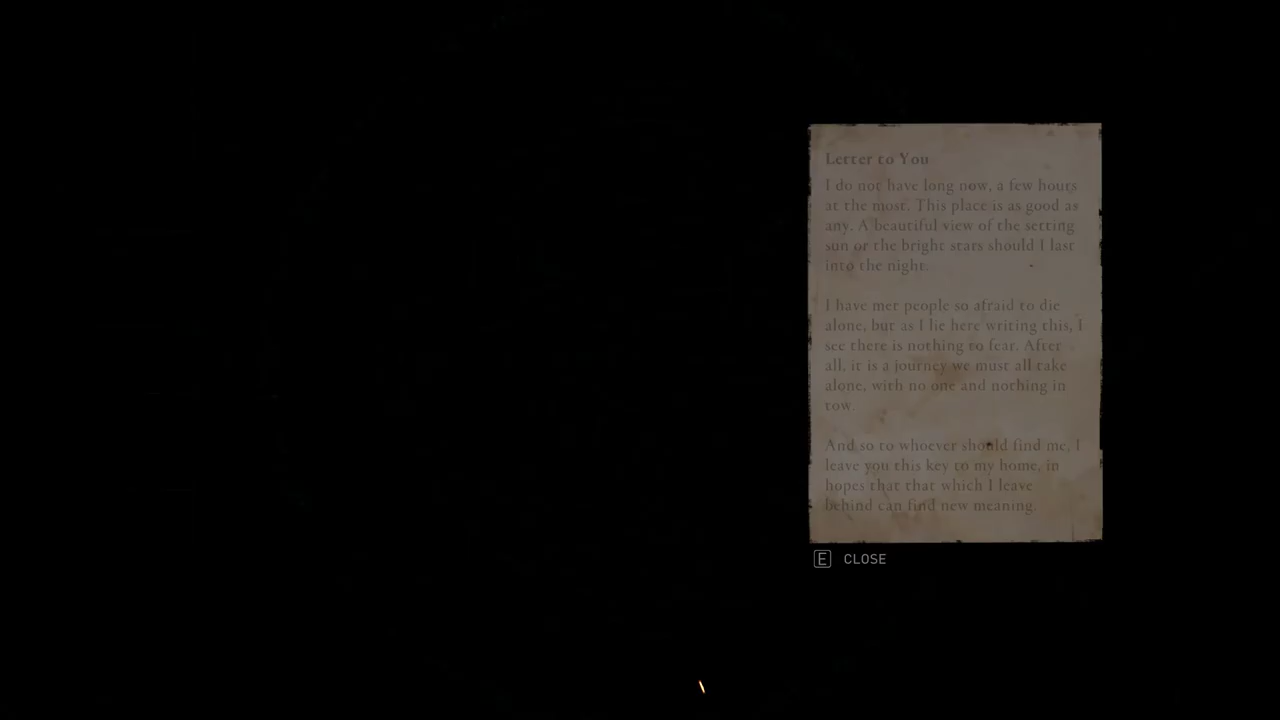 Letter to You
I do not have long now, a few hours
at the most. This place is as good as
any. A beautiful view of the setting
sun or the bright stars should I last
into the night.
I have met people so afraid to die
alone, but as I lie here writing this, I
see there is nothing to fear. After
all, it is a journey we must all take
alone, with no one and nothing in
tow.
And so to whoever should find me, I
leave you this key to my home, in
hopes that that which I leave
behind can find new meaning.
E CLOSE